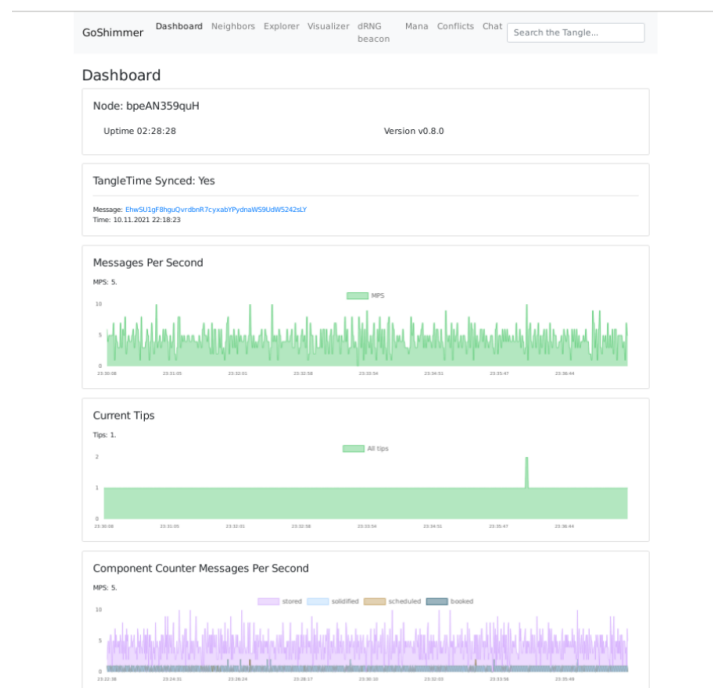 GoShimmer Dashboard Neighbors Explorer Visualizer dRNG beacon Mana Conflicts Chat Search the Tangle...
Dashboard
Node: bpeAN359quH
Uptime 02:28:28 Version v0.8.0
TangleTime Synced: Yes
Message:
Time: 10.11.2021 22:18:23
Messages Per Second
MPS: 5.
MPS
10
5
0
Current Tips
Tips: 1.
All tips
2
1
0
Component Counter Messages Per Second
MPS: 5.
stored solidified scheduled booked
10
5
0